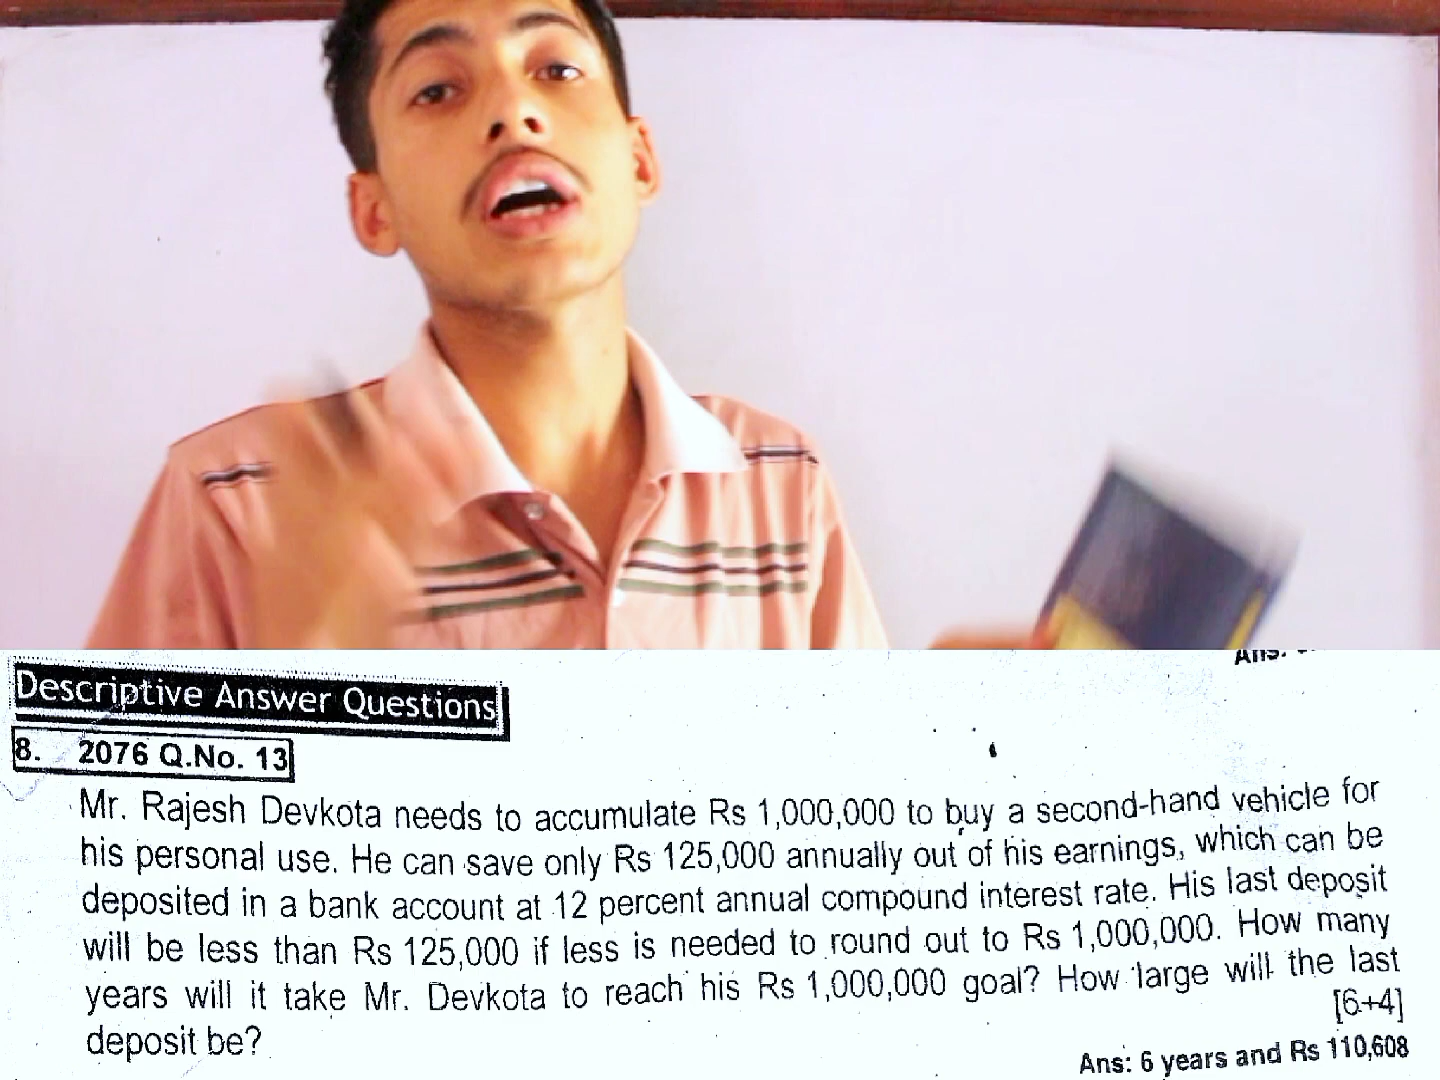 Descriptive Answer Questions
8. 2076 Q.No. 13
Mr. Rajesh Devkota needs to accumulate Rs 1,000,000 to buy a second-hand vehicle for
his personal use. He can save only Rs 125,000 annually out of his earnings, which can be
deposited in a bank account at 12 percent annual compound interest rate. His last deposit
will be less than Rs 125,000 if less is needed to round out to Rs 1,000,000. How many
years will it take Mr. Devkota to reach his Rs 1,000,000 goal? How large will the last
deposit be?
[6+4]
Ans: 6 years and Rs 110,608